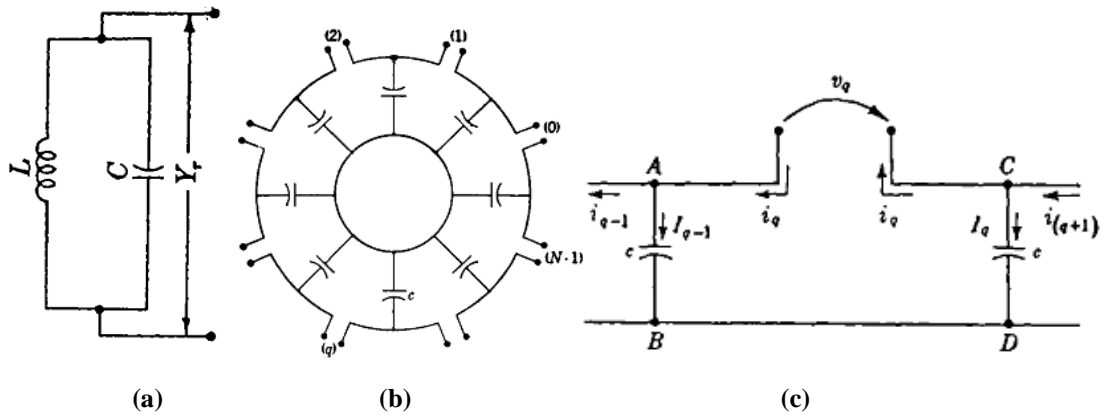 L
C
Y_r
(a)
(2)
(1)
(0)
(N-1)
c
(q)
(b)
v_q
A
C
i_{q-1}
I_{q-1}
i_q
i_q
I_q
i_{(q+1)}
c
c
B
D
(c)